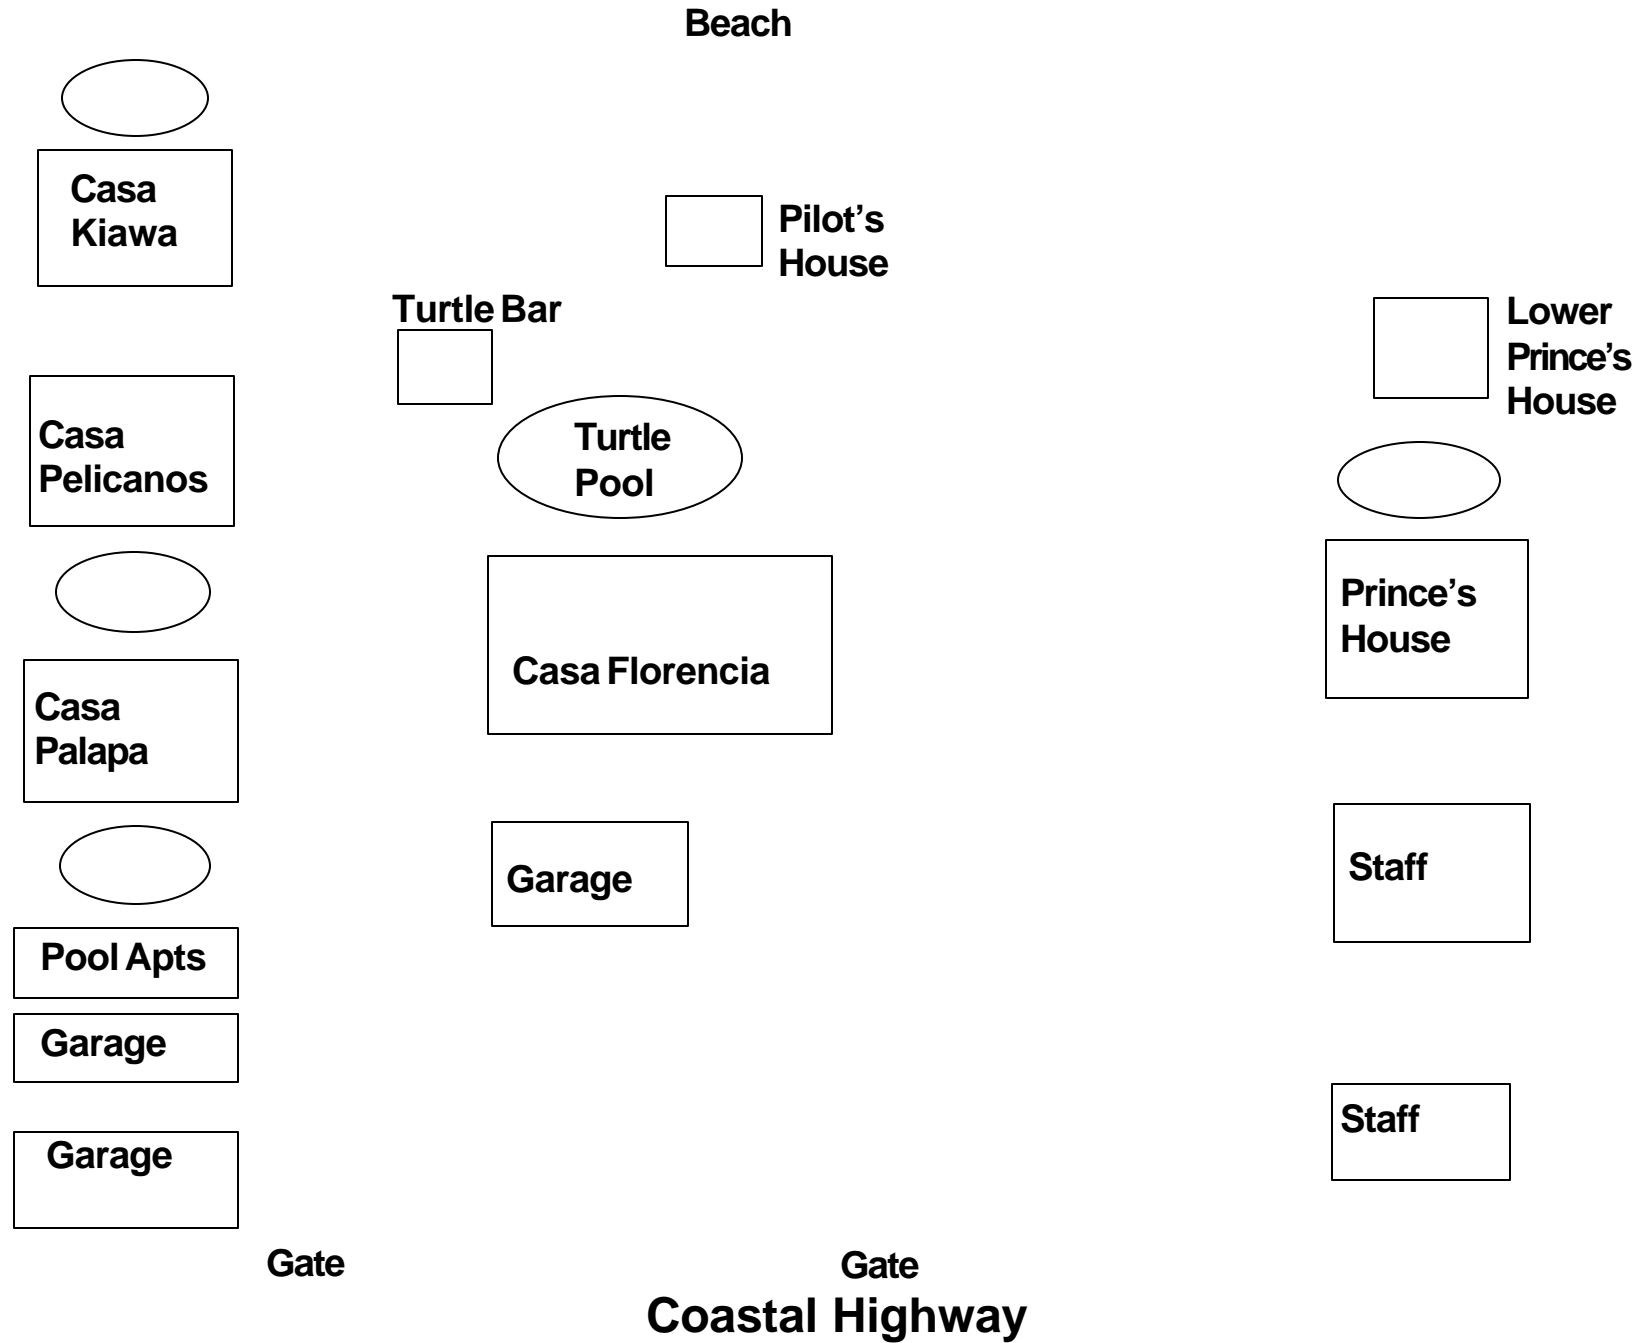 Beach
Casa
Kiawa
Pilot’s
House
Turtle Bar
Lower
Prince’s
House
Casa
Pelicanos
Turtle
Pool
Prince’s
House
Casa Florencia
Casa
Palapa
Garage
Staff
Pool Apts
Garage
Staff
Garage
Gate
Gate
Coastal Highway